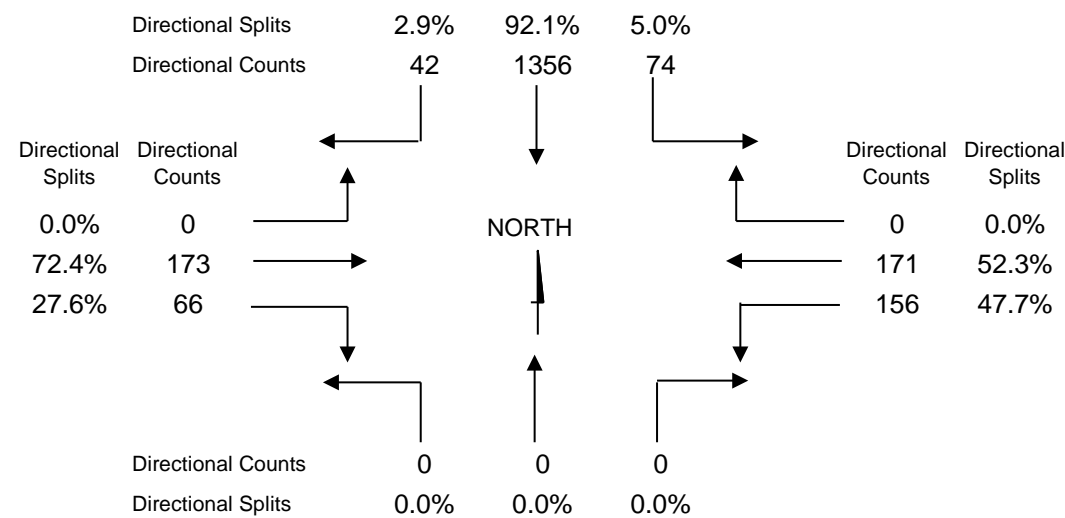 Directional Splits 2.9% 92.1% 5.0%
Directional Counts 42 1356 74
Directional Directional Directional Directional
Splits Counts Counts Splits
0.0% 0 NORTH 0 0.0%
72.4% 173 171 52.3%
27.6% 66 156 47.7%
Directional Counts 0 0 0
Directional Splits 0.0% 0.0% 0.0%